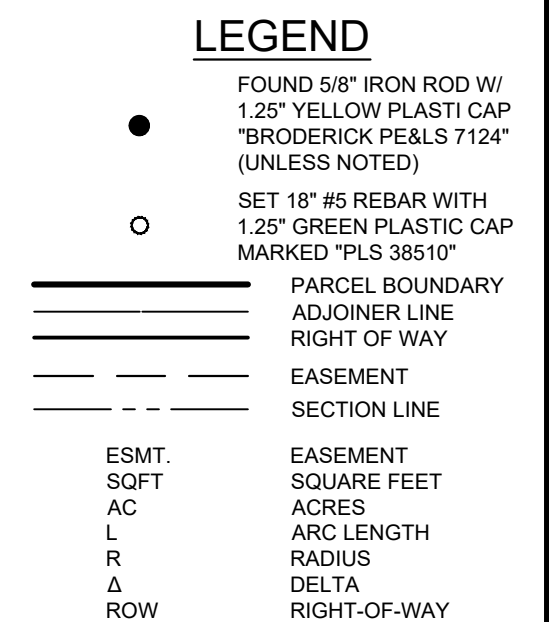 LEGEND
FOUND 5/8" IRON ROD W/
1.25" YELLOW PLASTI CAP
"BRODERICK PE&LS 7124"
(UNLESS NOTED)
SET 18" #5 REBAR WITH
1.25" GREEN PLASTIC CAP
MARKED "PLS 38510"
PARCEL BOUNDARY
ADJOINER LINE
RIGHT OF WAY
EASEMENT
SECTION LINE
ESMT. EASEMENT
SQFT SQUARE FEET
AC ACRES
L ARC LENGTH
R RADIUS
Δ DELTA
ROW RIGHT-OF-WAY